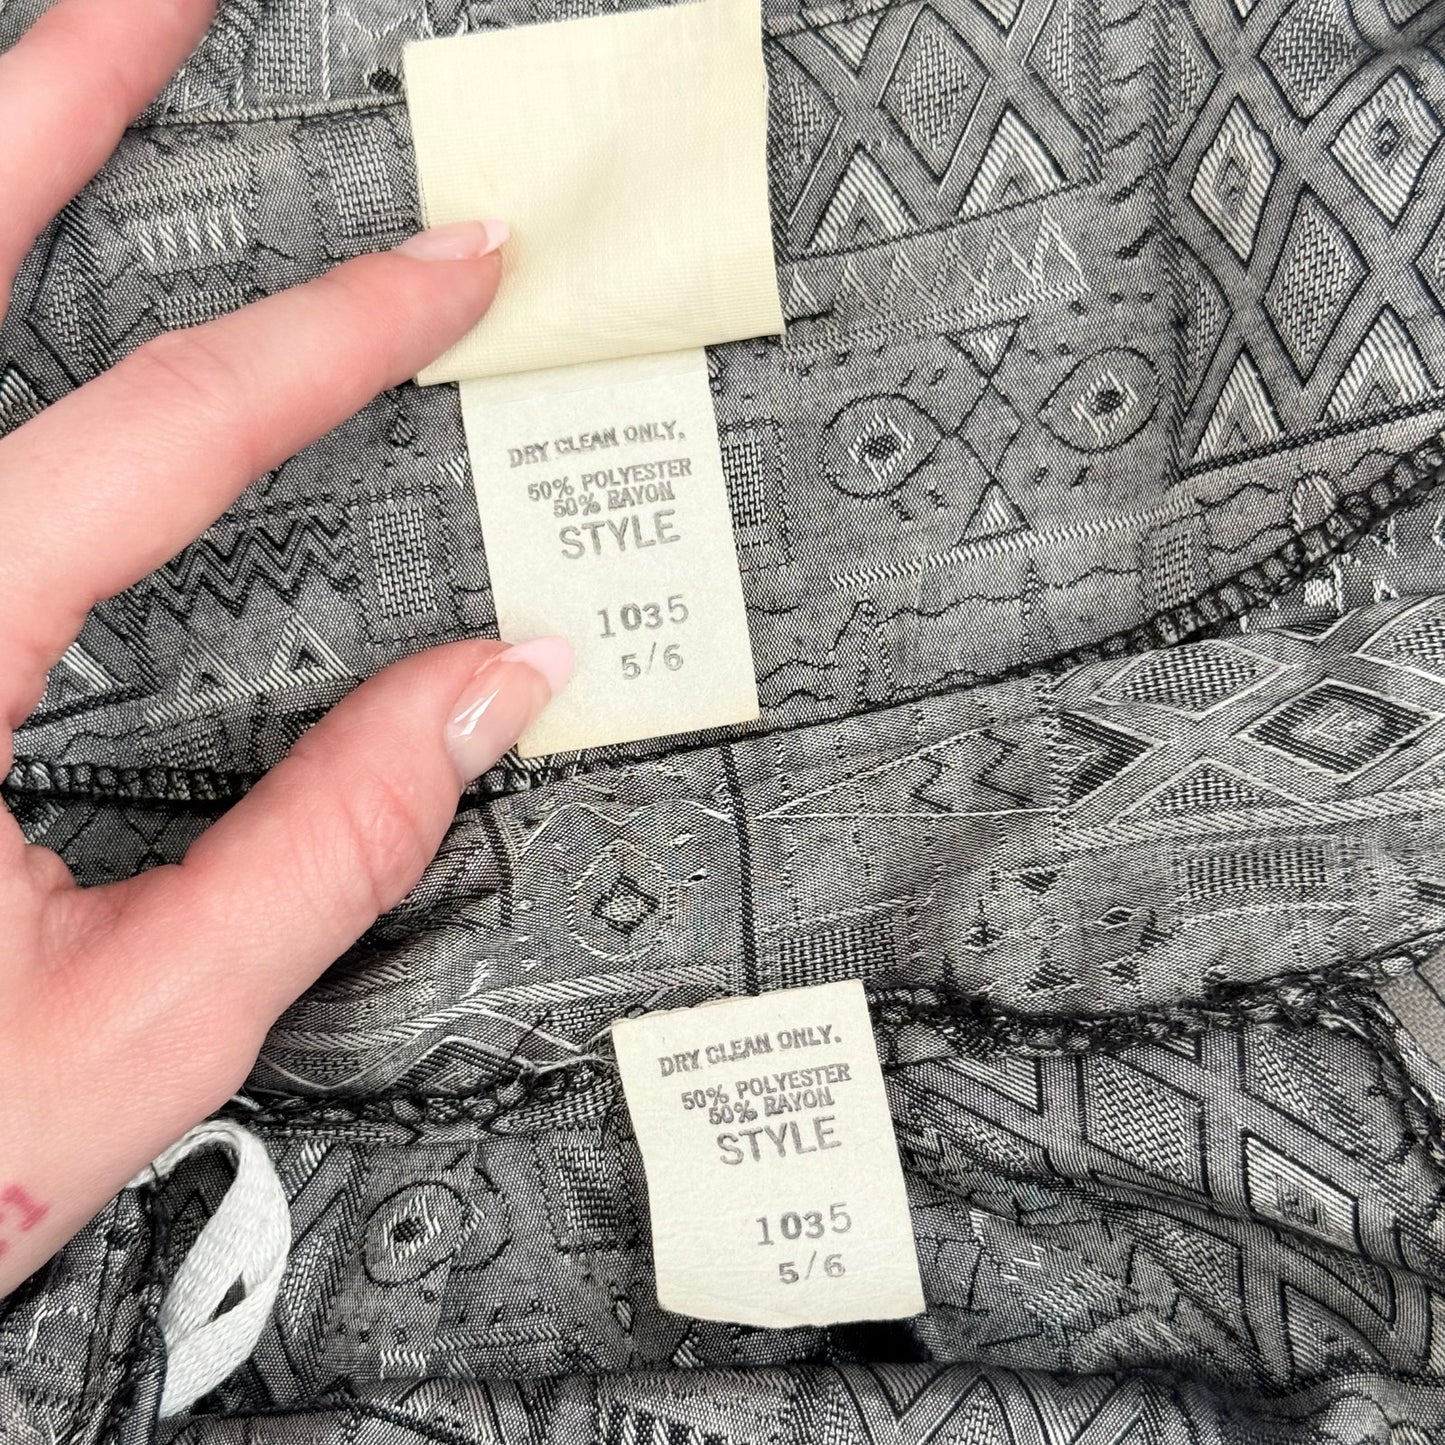 DRY CLEAN ONLY.
50% POLYESTER
50% RAYON
STYLE
1035
5/6
DRY CLEAN ONLY.
50% POLYESTER
50% RAYON
STYLE
1035
5/6